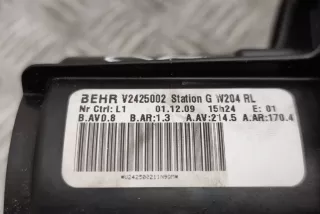 BEHR V2425002 Station G W204 RL
Nr Ctrl: L1 01.12.09 15h24 E: 01
B.AV0.8 B.AR:1.3 A.AV:214.5 A.AR:170.4